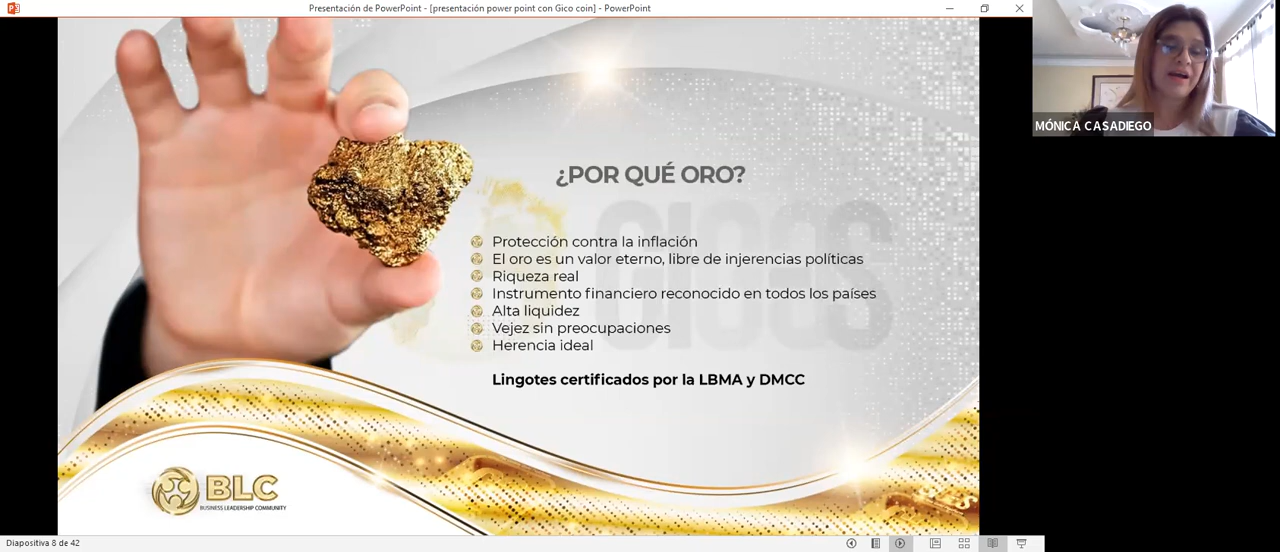 Presentación de PowerPoint - [presentación power point con Gico coin] - PowerPoint
MÓNICA CASADIEGO
¿POR QUÉ ORO?
Protección contra la inflación
El oro es un valor eterno, libre de injerencias políticas
Riqueza real
Instrumento financiero reconocido en todos los países
Alta liquidez
Vejez sin preocupaciones
Herencia ideal
Lingotes certificados por la LBMA y DMCC
BLC
BUSINESS LEADERSHIP COMMUNITY
Diapositiva 8 de 42